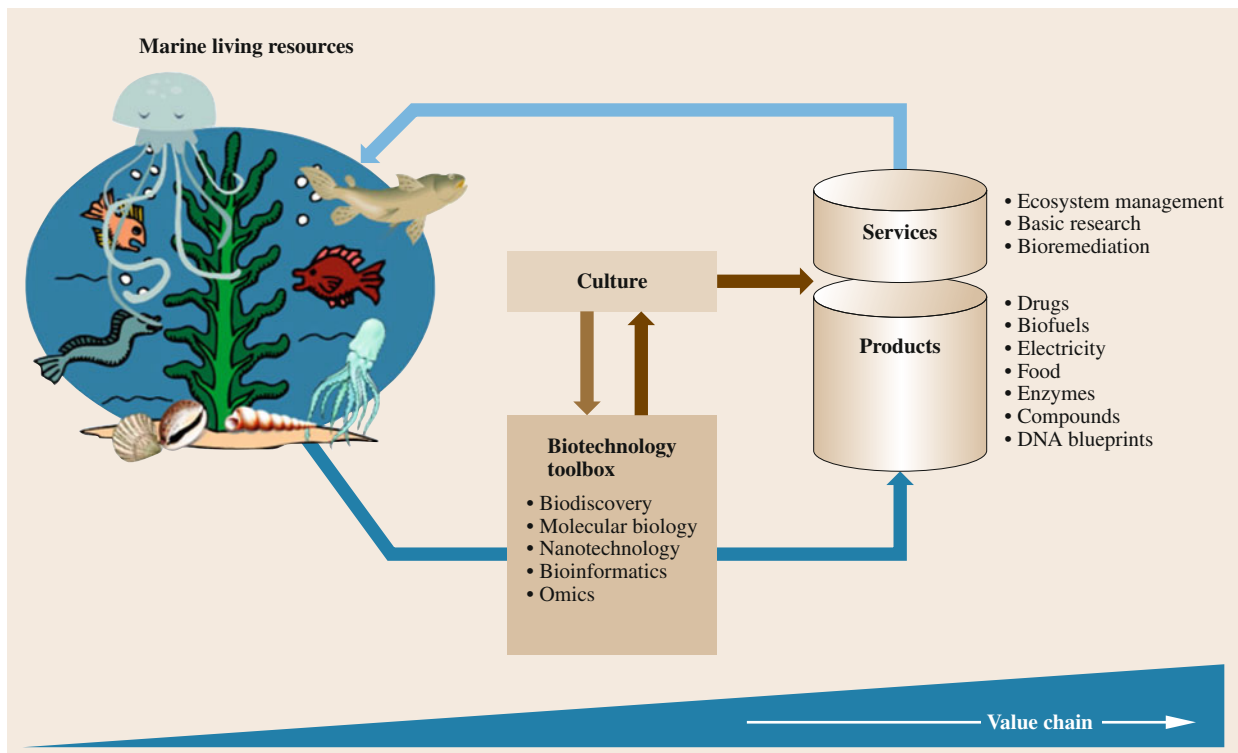 Marine living resources
Services
• Ecosystem management
• Basic research
• Bioremediation
Culture
Products
• Drugs
• Biofuels
• Electricity
• Food
• Enzymes
• Compounds
• DNA blueprints
Biotechnology
toolbox
• Biodiscovery
• Molecular biology
• Nanotechnology
• Bioinformatics
• Omics
Value chain